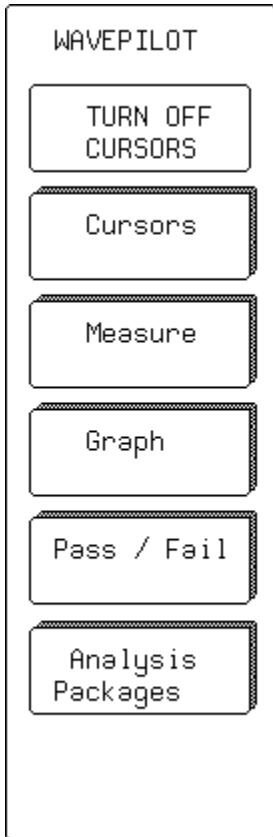 WAVEPILOT
TURN OFF
CURSORS
Cursors
Measure
Graph
Pass / Fail
Analysis
Packages